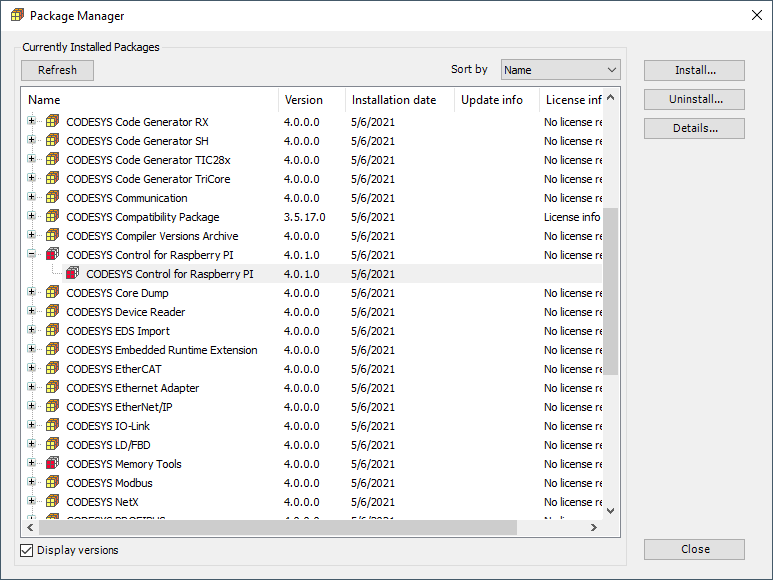 Package Manager
Currently Installed Packages
Refresh Sort by Name Install...
Name Version Installation date Update info License inf Uninstall...
CODESYS Code Generator RX 4.0.0.0 5/6/2021 No license re Details...
CODESYS Code Generator SH 4.0.0.0 5/6/2021 No license re
CODESYS Code Generator TIC28x 4.0.0.0 5/6/2021 No license re
CODESYS Code Generator TriCore 4.0.0.0 5/6/2021 No license re
CODESYS Communication 4.0.0.0 5/6/2021 No license re
CODESYS Compatibility Package 3.5.17.0 5/6/2021 License info
CODESYS Compiler Versions Archive 4.0.0.0 5/6/2021 No license re
CODESYS Control for Raspberry PI 4.0.1.0 5/6/2021 No license re
CODESYS Control for Raspberry PI 4.0.1.0 5/6/2021
CODESYS Core Dump 4.0.0.0 5/6/2021 No license re
CODESYS Device Reader 4.0.0.0 5/6/2021 No license re
CODESYS EDS Import 4.0.0.0 5/6/2021 No license re
CODESYS Embedded Runtime Extension 4.0.0.0 5/6/2021 No license re
CODESYS EtherCAT 4.0.0.0 5/6/2021 No license re
CODESYS Ethernet Adapter 4.0.0.0 5/6/2021 No license re
CODESYS EtherNet/IP 4.0.0.0 5/6/2021 No license re
CODESYS IO-Link 4.0.0.0 5/6/2021 No license re
CODESYS LD/FBD 4.0.0.0 5/6/2021 No license re
CODESYS Memory Tools 4.0.0.0 5/6/2021 No license re
CODESYS Modbus 4.0.0.0 5/6/2021 No license re
CODESYS NetX 4.0.0.0 5/6/2021 No license re
CODESYS PROFIBUS 4.0.0.0 5/6/2021 No license re
Display versions Close